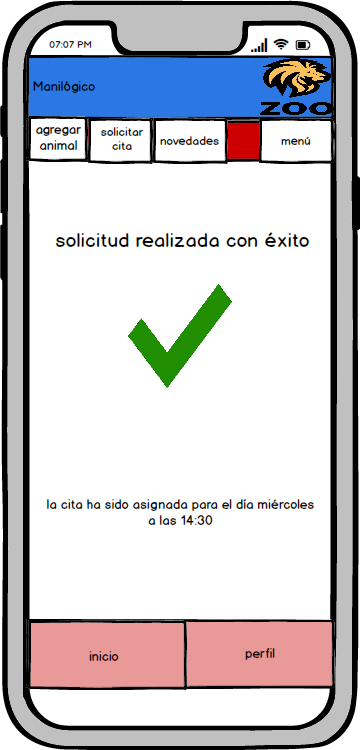 07:07 PM
Manilógico
ZOO
agregar
animal
solicitar
cita
novedades
menú
solicitud realizada con éxito
la cita ha sido asignada para el día miércoles
a las 14:30
inicio
perfil